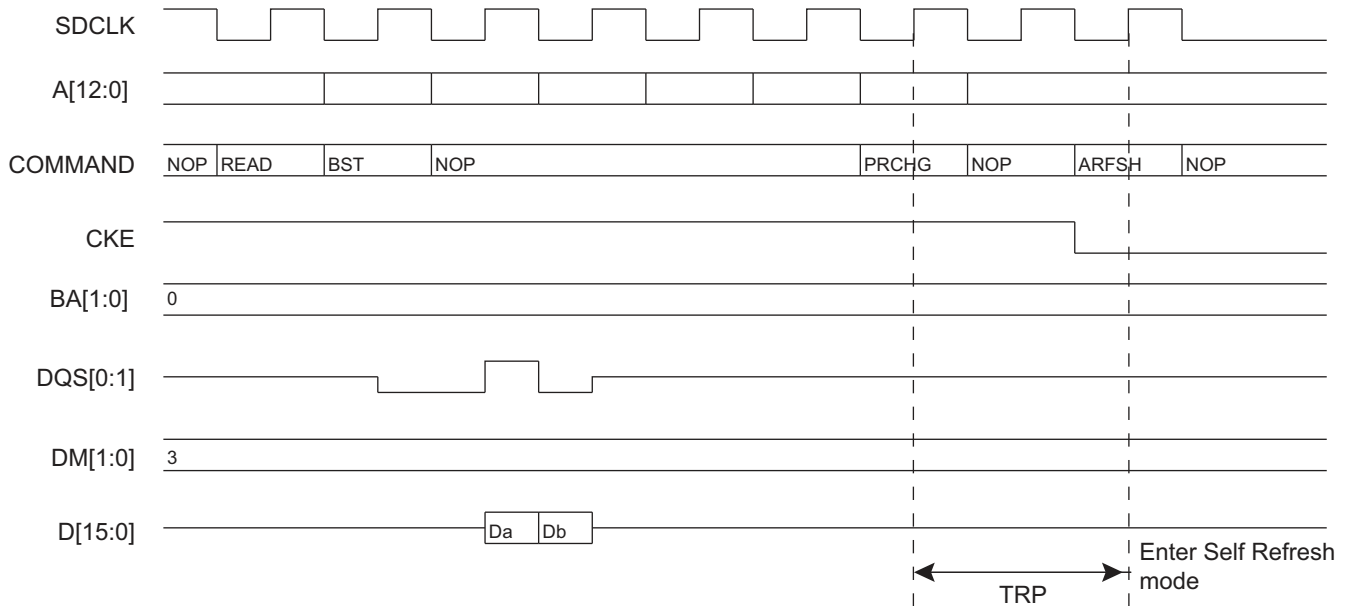 SDCLK
A[12:0]
COMMAND NOP READ BST NOP PRCHG NOP ARFSH NOP
CKE
BA[1:0] 0
DQS[0:1]
DM[1:0] 3
D[15:0] Da Db
TRP
Enter Self Refresh
mode